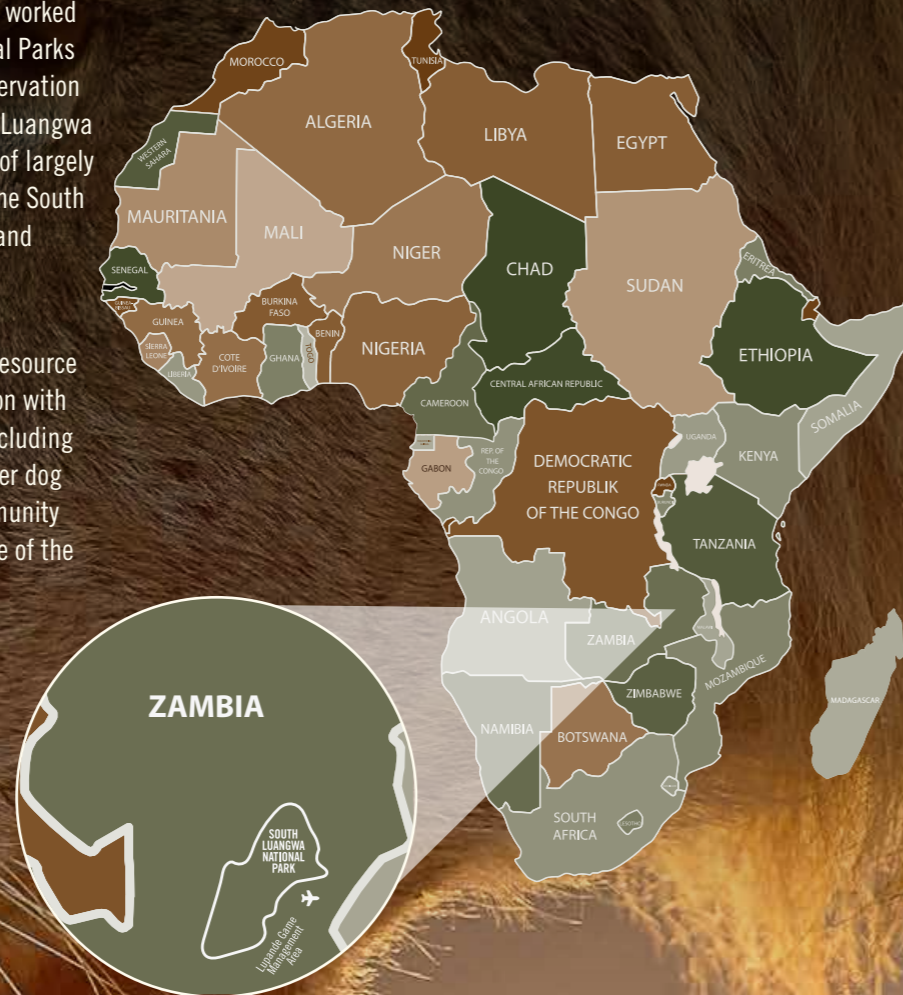 worked
al Parks
ervation
Luangwa
of largely
he South
and
esource
on with
cluding
er dog
munity
e of the
MOROCCO
TUNISIA
ALGERIA
LIBYA
EGYPT
WESTERN
SAHARA
MAURITANIA
MALI
NIGER
CHAD
SUDAN
ERITREA
SENEGAL
GUINEA
BURKINA
FASO
BENIN
NIGERIA
ETHIOPIA
SIERRA
LEONE
LIBERIA
COTE
D'IVOIRE
GHANA
TOGO
CAMEROON
CENTRAL AFRICAN REPUBLIC
SOMALIA
GABON
REP. OF
THE
CONGO
DEMOCRATIC
REPUBLIK
OF THE CONGO
UGANDA
KENYA
TANZANIA
ANGOLA
ZAMBIA
MOZAMBIQUE
ZIMBABWE
NAMIBIA
BOTSWANA
MADAGASCAR
SOUTH
AFRICA
LESOTHO
ZAMBIA
SOUTH
LUANGWA
NATIONAL
PARK
Lupande Game
Management
Area